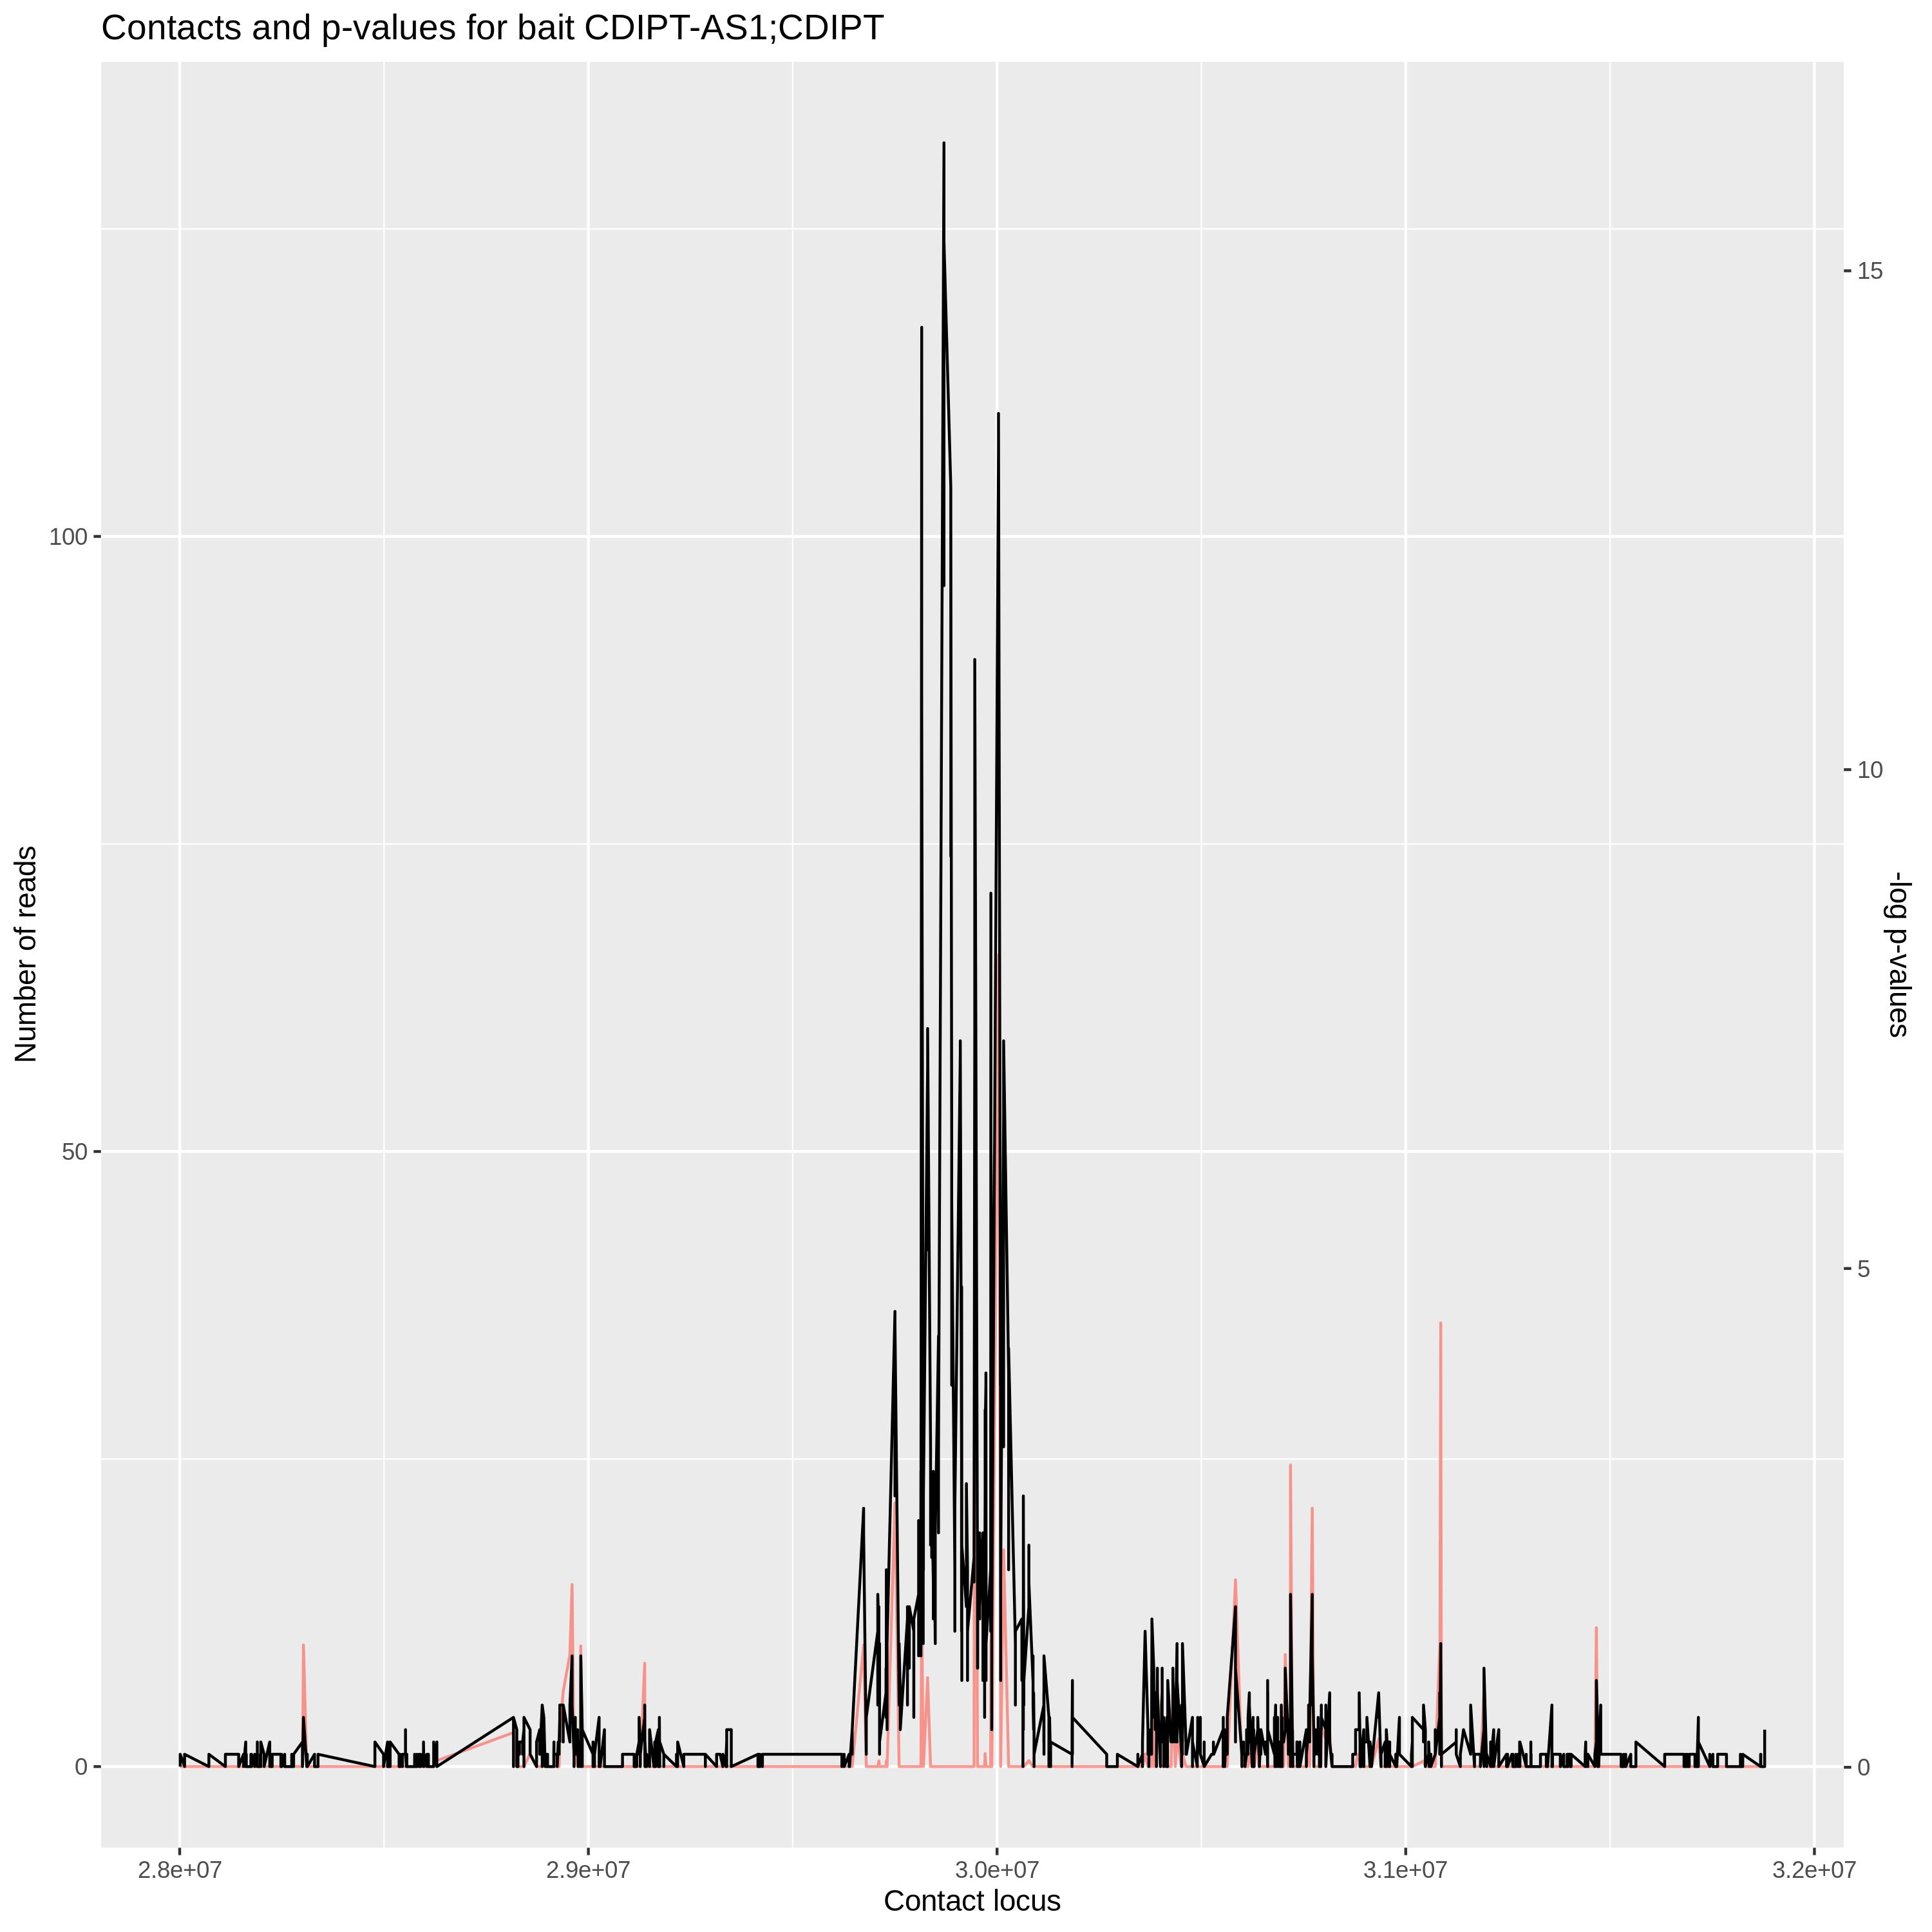 Contacts and p-values for bait CDIPT-AS1;CDIPT
Number of reads
100
50
0
15
10
5
0
-log p-values
2.8e+07
2.9e+07
3.0e+07
3.1e+07
3.2e+07
Contact locus